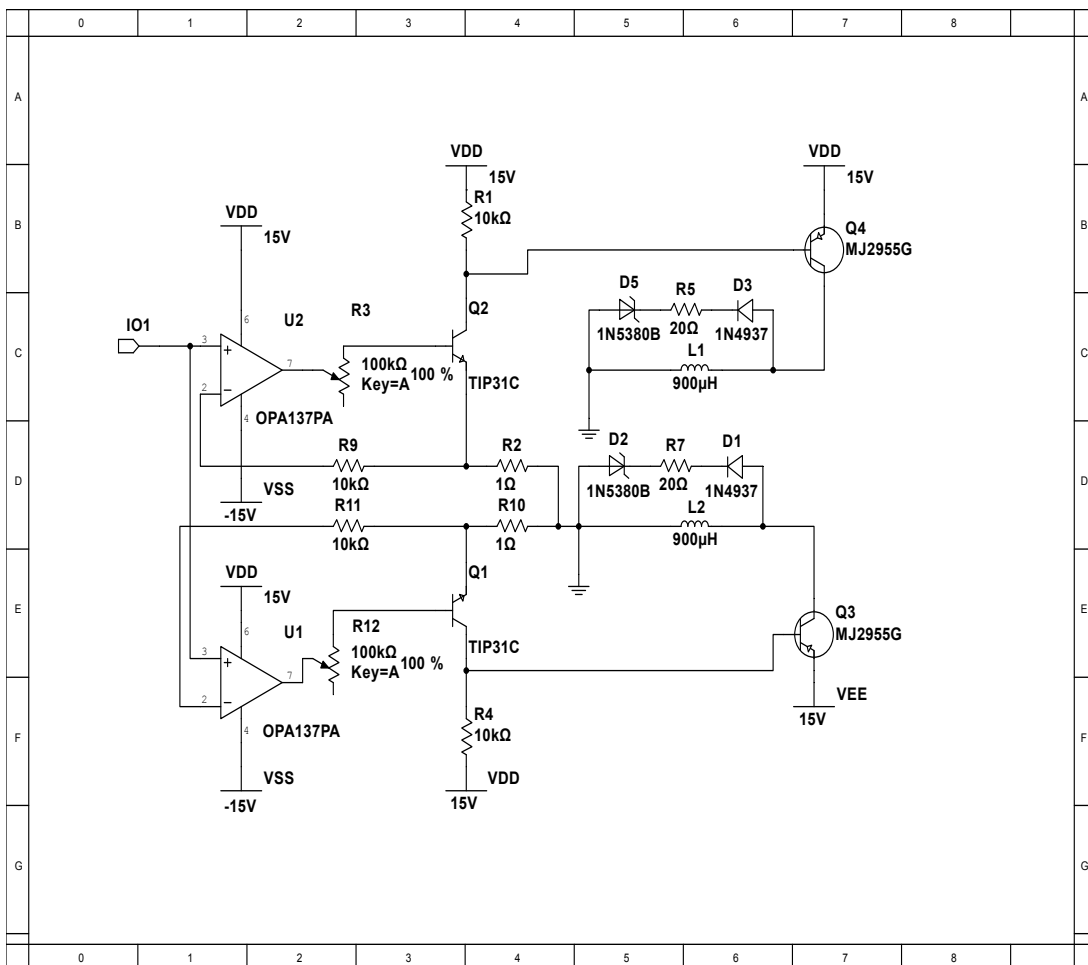 0 1 2 3 4 5 6 7 8
A A
VDD VDD
15V 15V
R1
10kΩ
B B
VDD
15V
Q4
MJ2955G
D5 R5 D3
1N5380B 20Ω 1N4937
L1
900µH
Q2
TIP31C
R3
100kΩ 100 %
Key=A
IO1
U2
6
3
7
2
4
OPA137PA
C C
D2 R7 D1
1N5380B 20Ω 1N4937
L2
900µH
R9 R2
10kΩ 1Ω
D D
VSS
-15V
R11 R10
10kΩ 1Ω
VDD
15V
Q1
TIP31C
E E
Q3
MJ2955G
U1
6
3
7
2
4
R12
100kΩ 100 %
Key=A
VEE
15V
OPA137PA
R4
10kΩ
F F
VSS
-15V
VDD
15V
G G
0 1 2 3 4 5 6 7 8